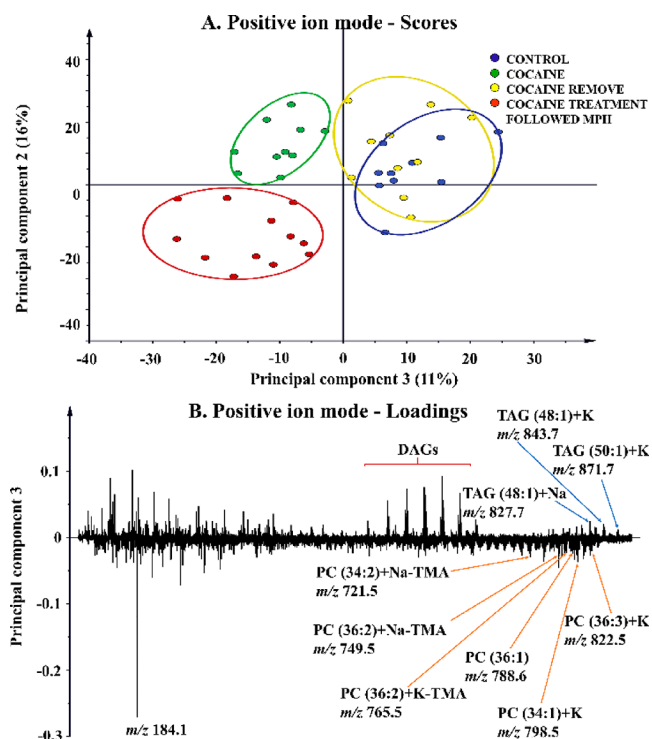 A. Positive ion mode - Scores
CONTROL
COCAINE
COCAINE REMOVE
COCAINE TREATMENT
FOLLOWED MPH
Principal component 2 (16%)
40
20
0
-20
-40
-40
-30
-20
-10
0
10
20
30
Principal component 3 (11%)
B. Positive ion mode - Loadings
TAG (48:1)+K
m/z 843.7
TAG (50:1)+K
m/z 871.7
DAGs
TAG (48:1)+Na
m/z 827.7
Principal component 3
0.1
0
-0.1
-0.2
-0.3
PC (34:2)+Na-TMA
m/z 721.5
PC (36:2)+Na-TMA
m/z 749.5
PC (36:3)+K
m/z 822.5
PC (36:1)
m/z 788.6
PC (36:2)+K-TMA
m/z 765.5
PC (34:1)+K
m/z 798.5
m/z 184.1